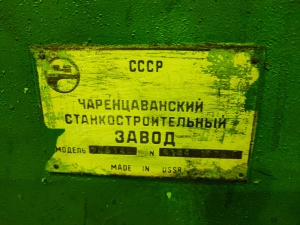 СССР
ЧАРЕНЦАВАНСКИЙ
СТАНКОСТРОИТЕЛЬНЫЙ
ЗАВОД
МОДЕЛЬ N
MADE IN USSR